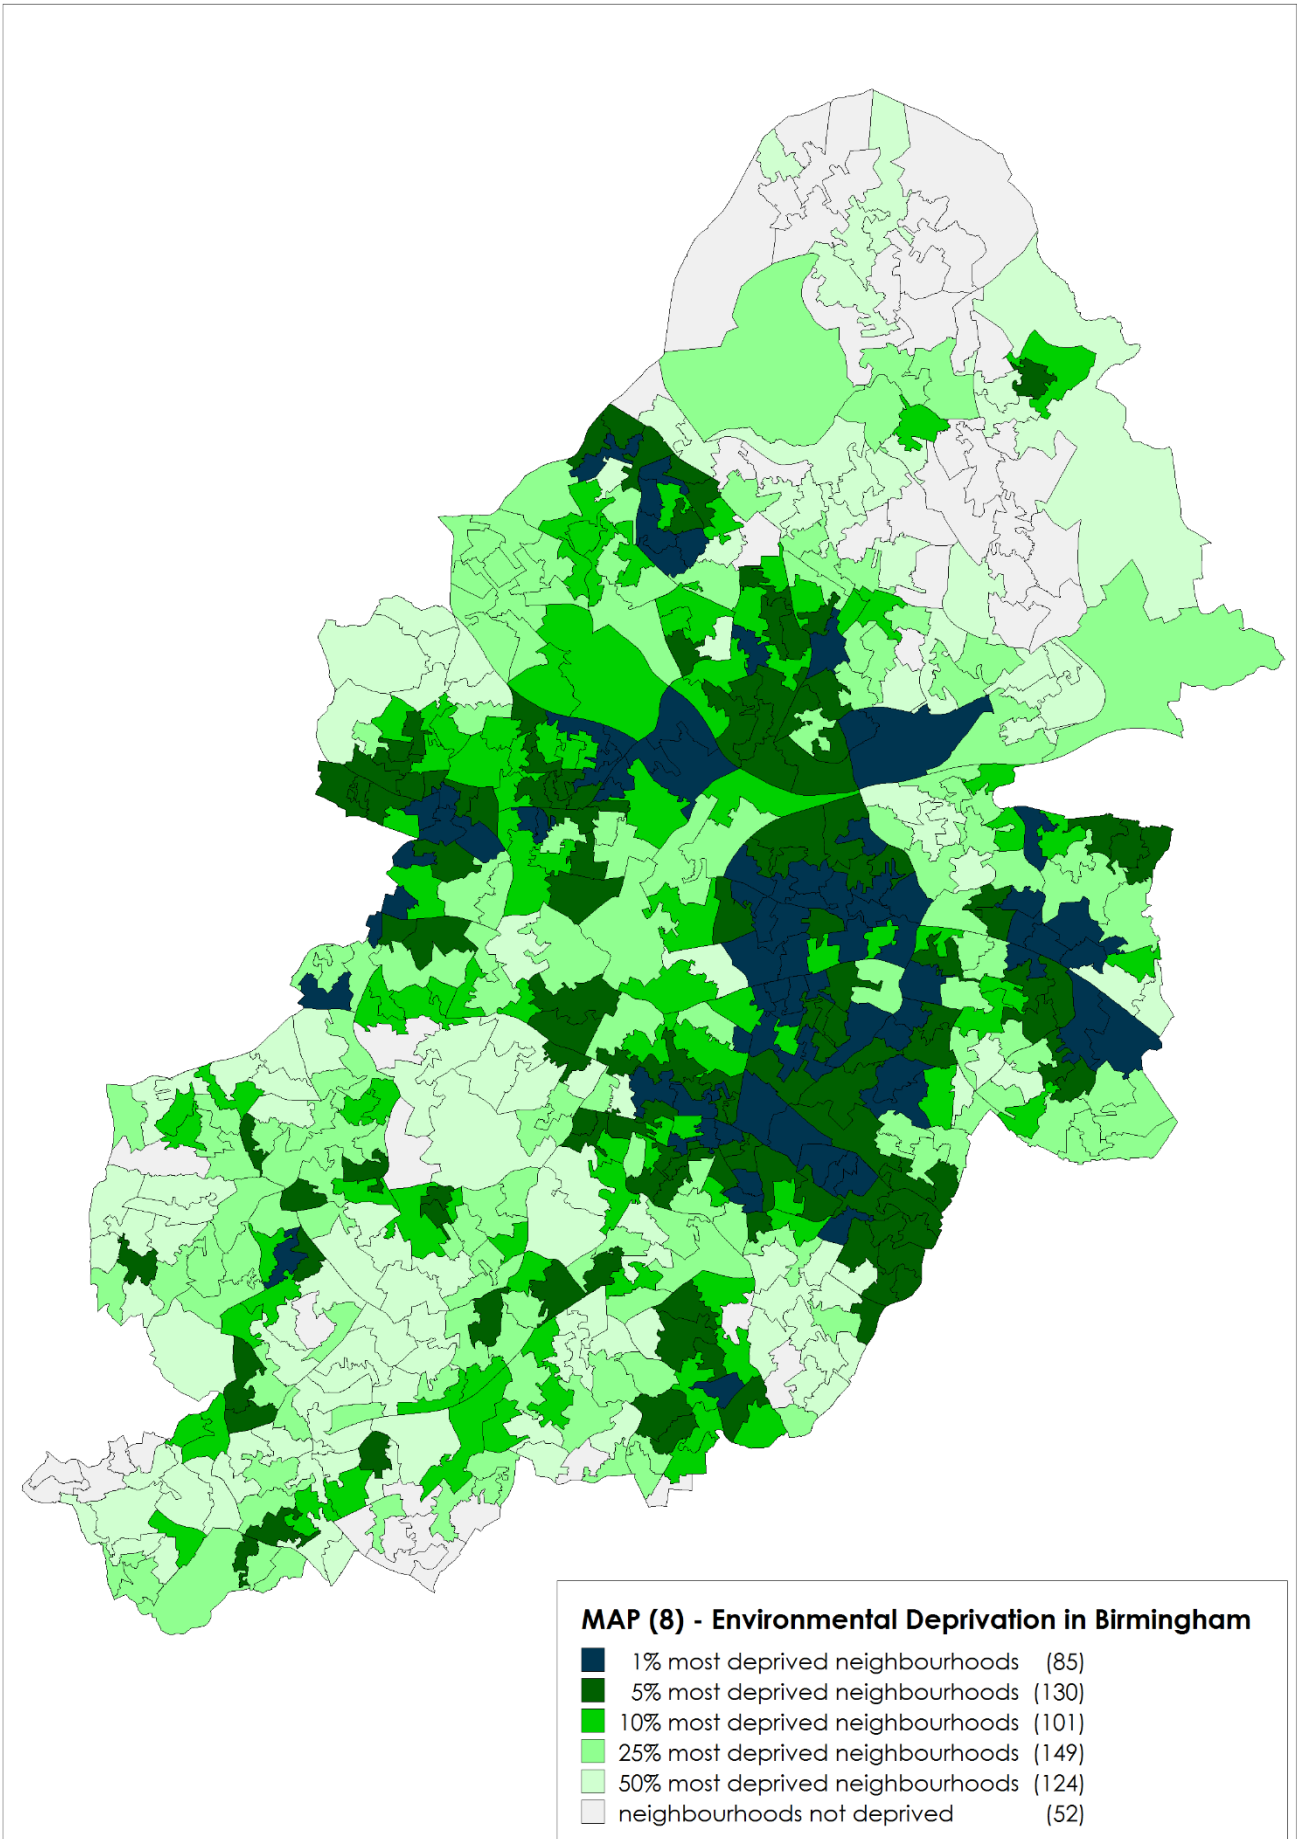 MAP (8) - Environmental Deprivation in Birmingham
1% most deprived neighbourhoods (85)
5% most deprived neighbourhoods (130)
10% most deprived neighbourhoods (101)
25% most deprived neighbourhoods (149)
50% most deprived neighbourhoods (124)
neighbourhoods not deprived (52)